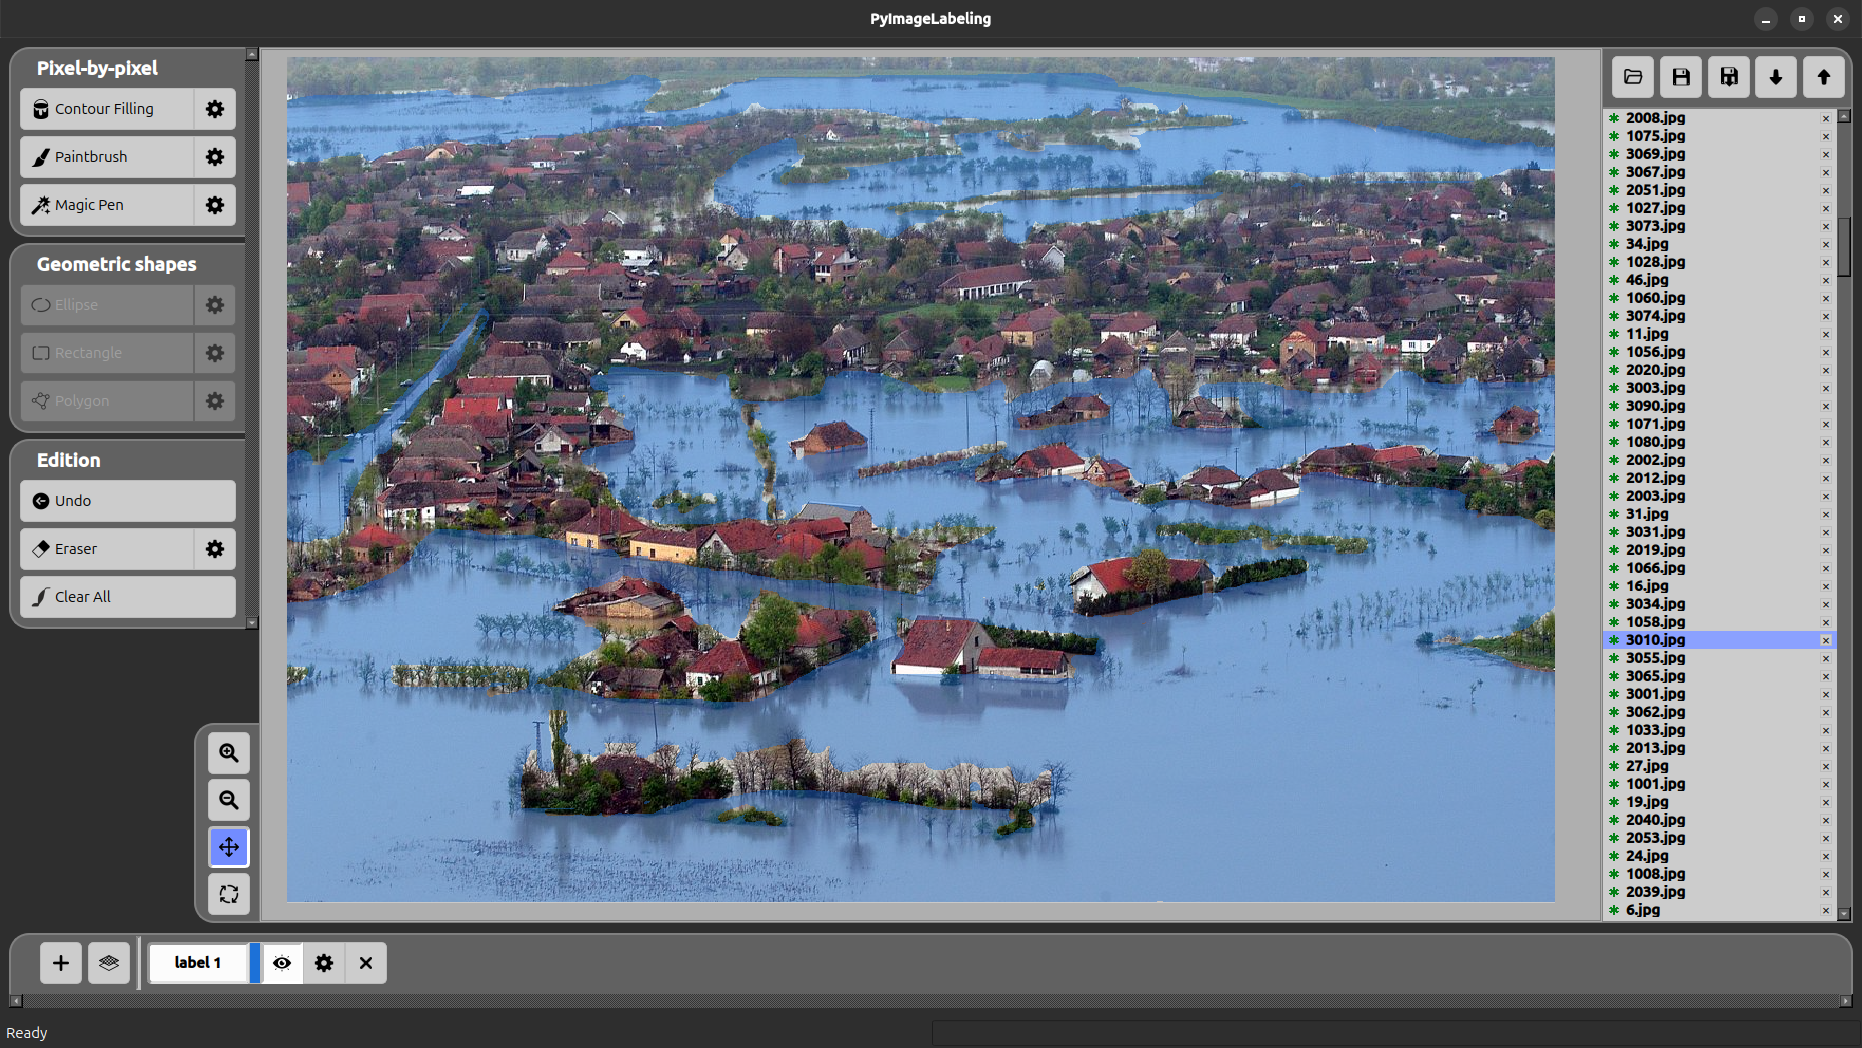 PyImageLabeling
Pixel-by-pixel
Contour Filling
Paintbrush
Magic Pen
Geometric shapes
Ellipse
Rectangle
Polygon
Edition
Undo
Eraser
Clear All
2008.jpg
1075.jpg
3069.jpg
3067.jpg
2051.jpg
1027.jpg
3073.jpg
34.jpg
1028.jpg
46.jpg
1060.jpg
3074.jpg
11.jpg
1056.jpg
2020.jpg
3003.jpg
3090.jpg
1071.jpg
1080.jpg
2002.jpg
2012.jpg
2003.jpg
31.jpg
3031.jpg
2019.jpg
1066.jpg
16.jpg
3034.jpg
1058.jpg
3010.jpg
3055.jpg
3065.jpg
3001.jpg
3062.jpg
1033.jpg
2013.jpg
27.jpg
1001.jpg
19.jpg
2040.jpg
2053.jpg
24.jpg
1008.jpg
2039.jpg
6.jpg
label 1
Ready